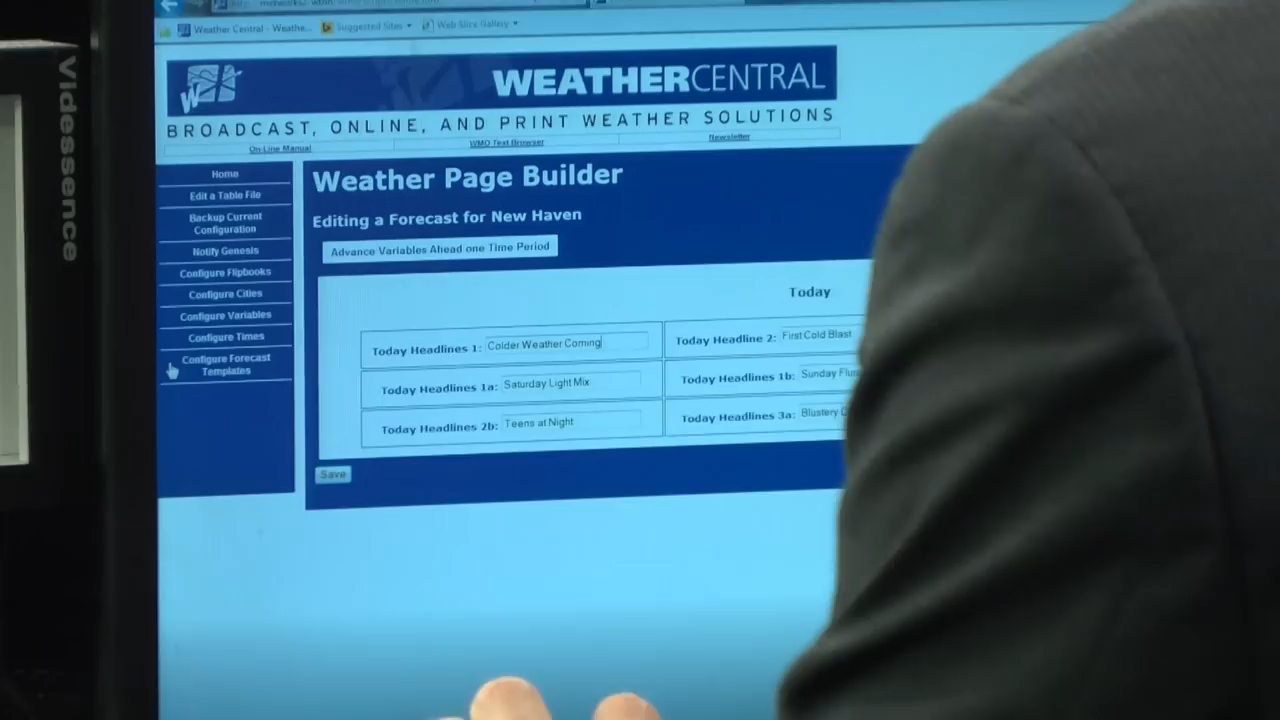 Videssence
Weather Central - Weathe...
Suggested Sites
Web Slice Gallery
WEATHERCENTRAL
BROADCAST, ONLINE, AND PRINT WEATHER SOLUTIONS
On-Line Manual
WMO Text Browser
Newsletter
Home
Edit a Table File
Backup Current
Configuration
Notify Genesis
Configure Flipbooks
Configure Cities
Configure Variables
Configure Times
Configure Forecast
Templates
Weather Page Builder
Editing a Forecast for New Haven
Advance Variables Ahead one Time Period
Today
Today Headlines 1: Colder Weather Coming
Today Headline 2: First Cold Blast
Today Headlines 1a: Saturday Light Mix
Today Headlines 1b: Sunday Flur
Today Headlines 2b: Teens at Night
Today Headlines 3a: Blustery
Save